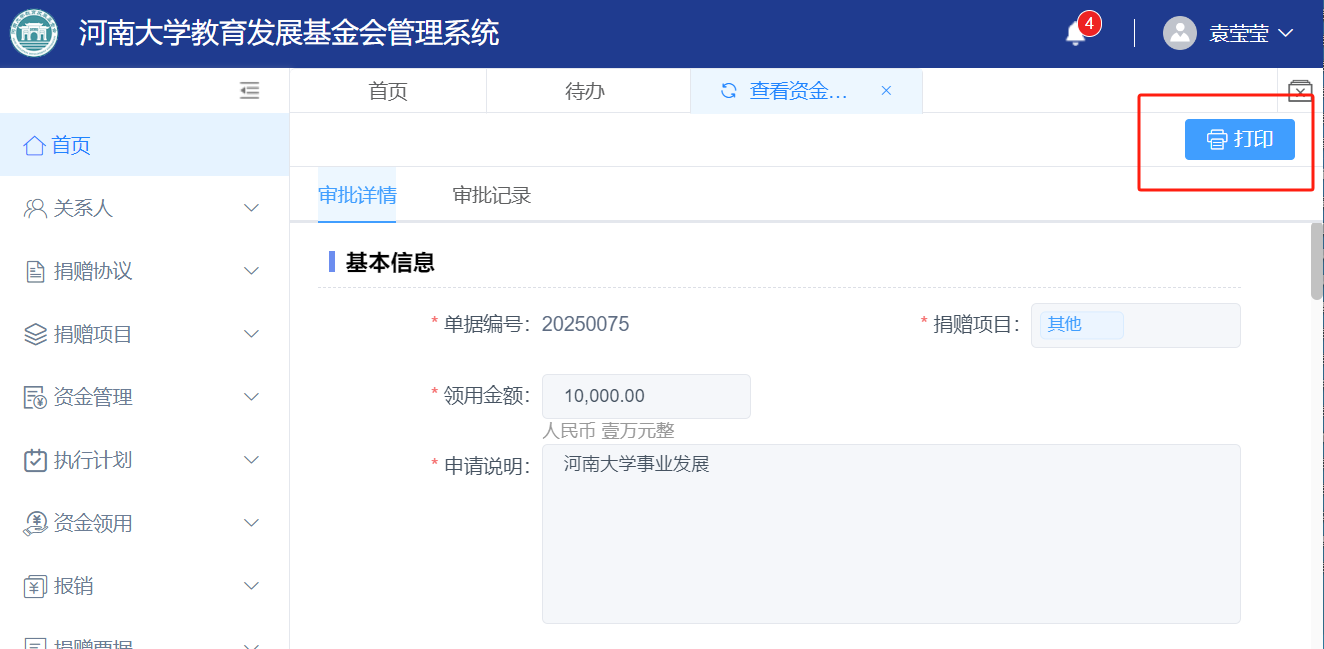 河南大学教育发展基金会管理系统
4
袁莹莹
首页
待办
查看资金...
打印
首页
关系人
捐赠协议
捐赠项目
资金管理
执行计划
资金领用
报销
捐赠票据
审批详情
审批记录
基本信息
* 单据编号: 20250075
* 捐赠项目: 其他
* 领用金额: 10,000.00
人民币 壹万元整
* 申请说明: 河南大学事业发展